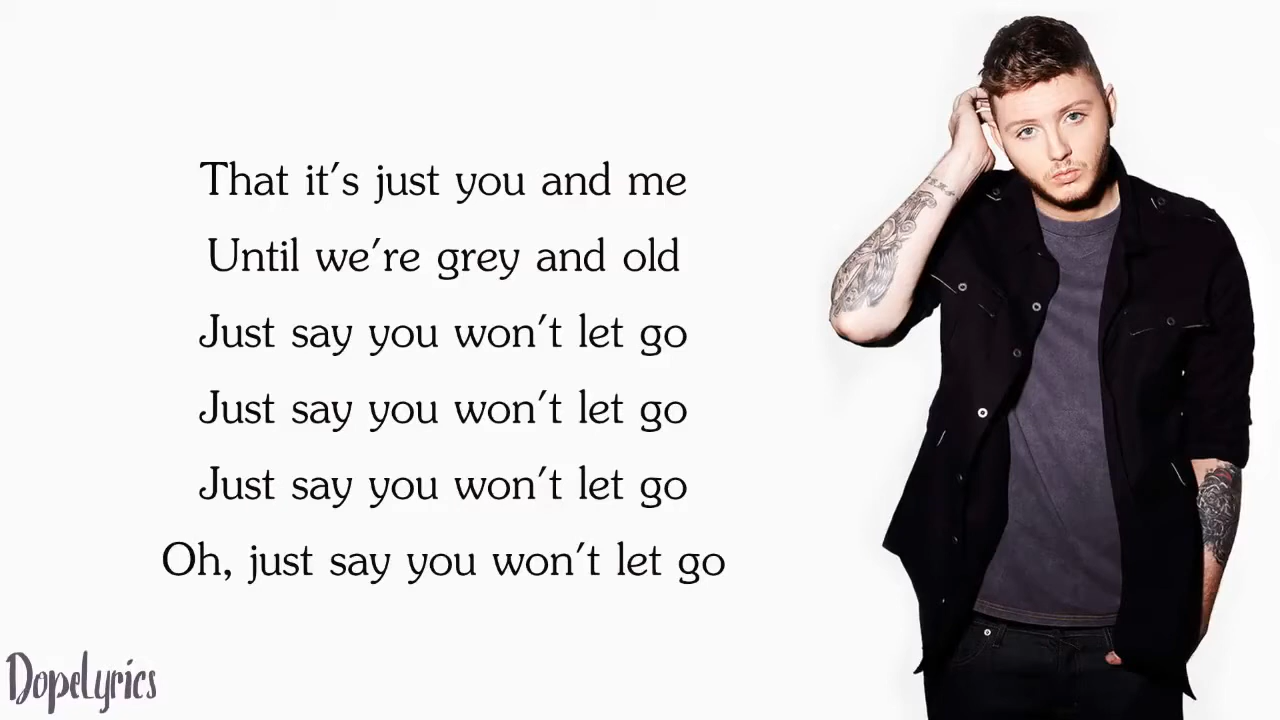 That it's just you and me
Until we're grey and old
Just say you won't let go
Just say you won't let go
Just say you won't let go
Oh, just say you won't let go
DopeLyrics